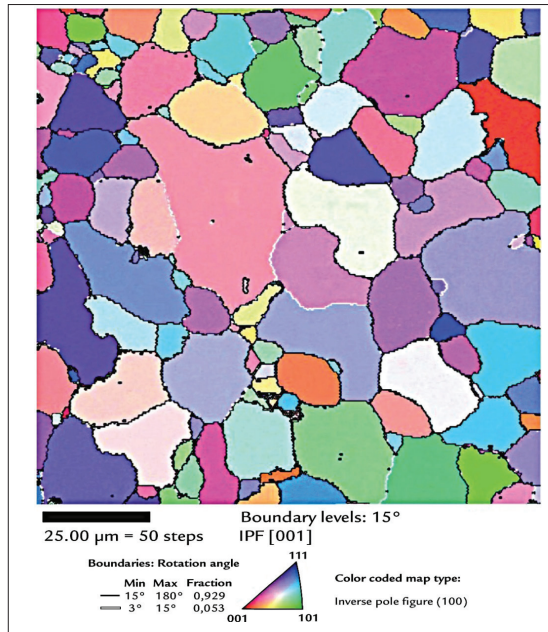 Boundary levels: 15°
25.00 µm = 50 steps IPF [001]
111
Boundaries: Rotation angle
Min Max Fraction
15° 180° 0,929
3° 15° 0,053
001 101
Color coded map type:
Inverse pole figure (100)